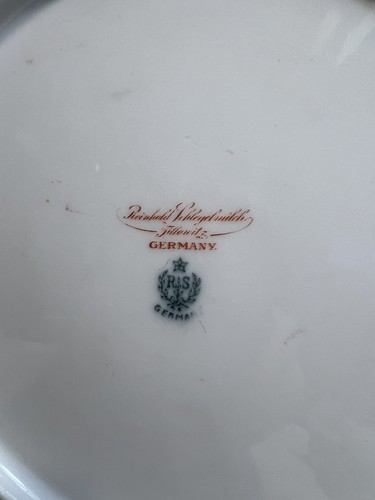 Reinhold Schlegelmilch
Tillowitz
GERMANY.
RS
GERMANY